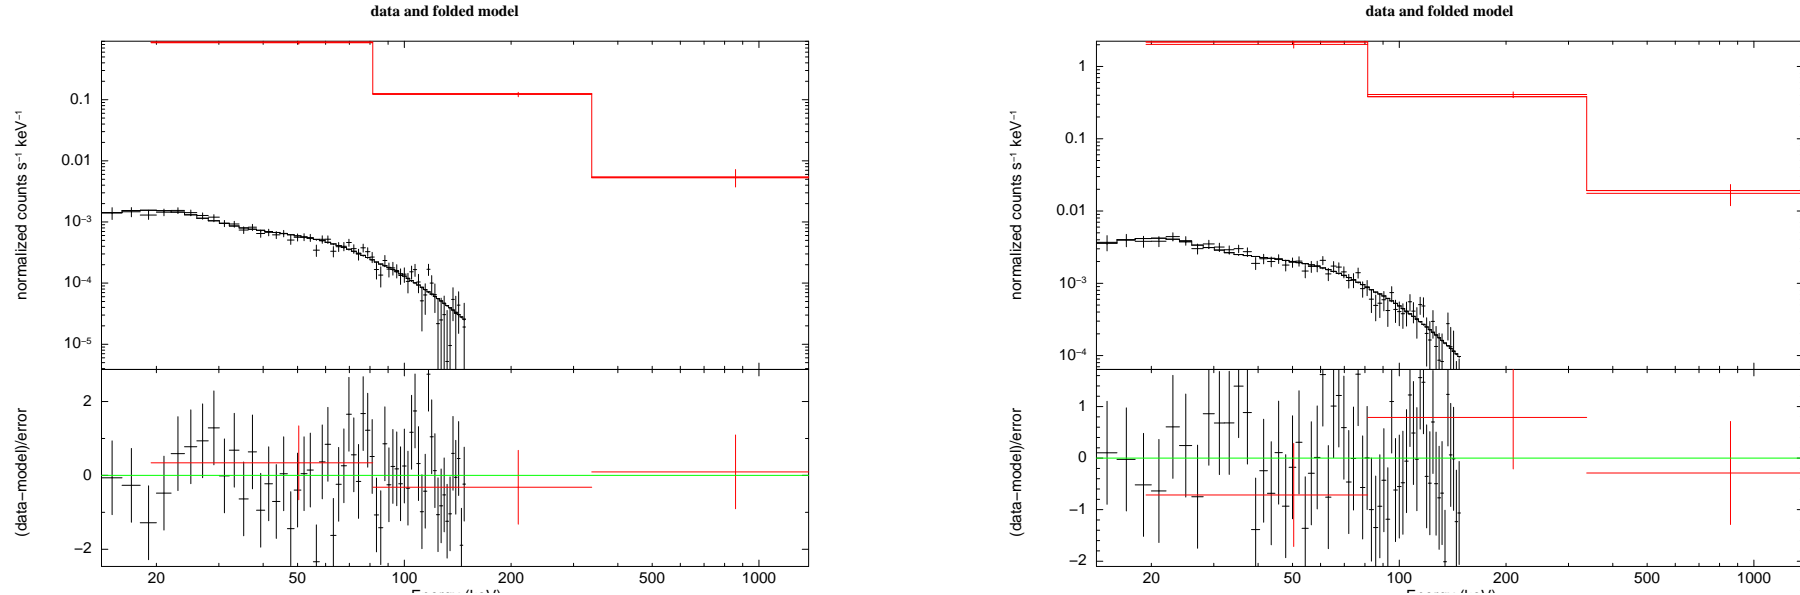 data and folded model
normalized counts s⁻¹ keV⁻¹
0.1
0.01
10⁻³
10⁻⁴
10⁻⁵
(data−model)/error
2
0
−2
20 50 100 200 500 1000
data and folded model
normalized counts s⁻¹ keV⁻¹
1
0.1
0.01
10⁻³
10⁻⁴
(data−model)/error
1
0
−1
−2
20 50 100 200 500 1000